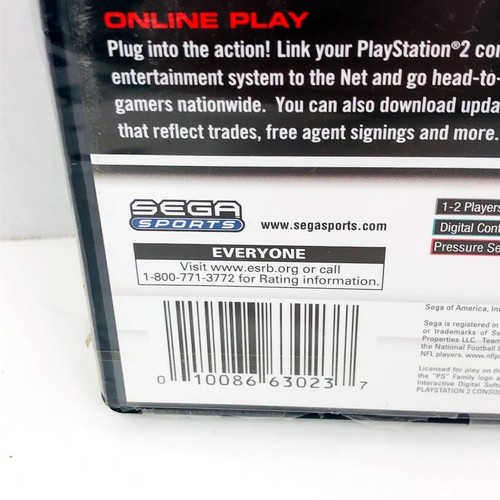 ONLINE PLAY
Plug into the action! Link your PlayStation®2 com
entertainment system to the Net and go head-to-
gamers nationwide. You can also download upda
that reflect trades, free agent signings and more.
SEGA
SPORTS
www.segasports.com
1-2 Players
Digital Cont
Pressure Se
EVERYONE
Visit www.esrb.org or call
1-800-771-3772 for Rating information.
0 10086 63023 7
Sega of America, Inc
Sega is registered in
or trademarks of Se
Properties LLC. Team
the National Football L
NFL players. www.nflp
Licensed for play on the
the "PS" Family logo a
Interactive Digital Softw
PLAYSTATION 2 CONSOL